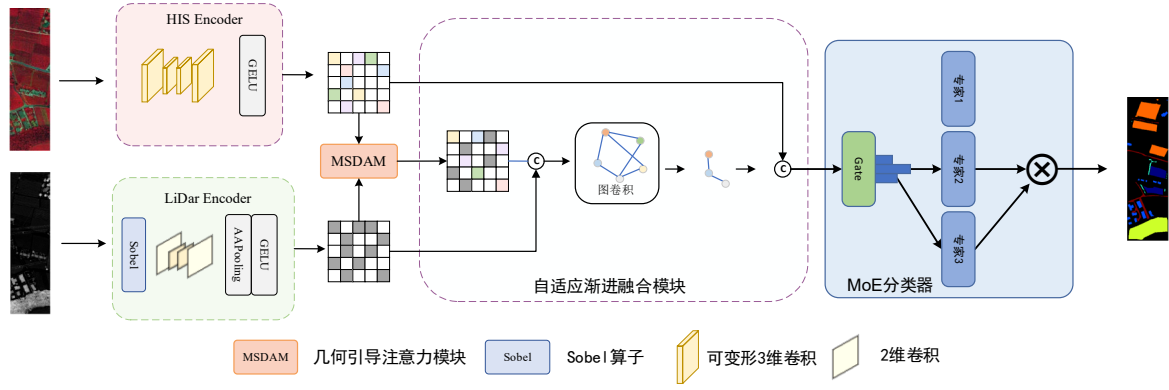 HIS Encoder
GELU
MSDAM
LiDar Encoder
Sobel
AAPooling
GELU
C
图卷积
C
自适应渐进融合模块
Gate
专家1
专家2
专家3
MoE分类器
MSDAM
几何引导注意力模块
Sobel
Sobel算子
可变形3维卷积
2维卷积